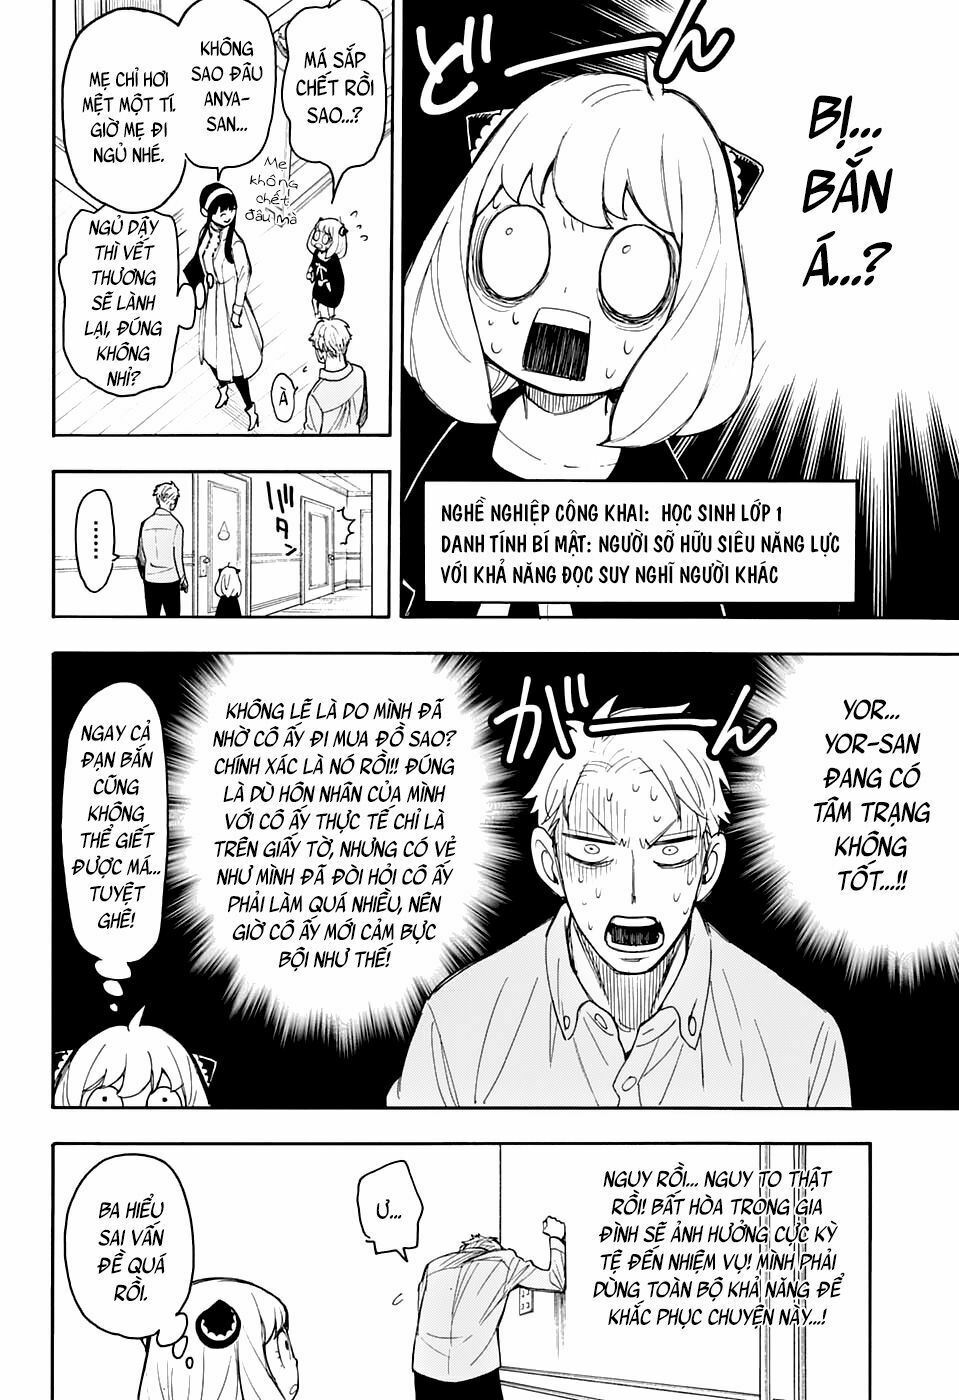 どーん
BỊ...
BẮN
Á...?
NGHỀ NGHIỆP CÔNG KHAI: HỌC SINH LỚP 1
DANH TÍNH BÍ MẬT: NGƯỜI SỞ HỮU SIÊU NĂNG LỰC
VỚI KHẢ NĂNG ĐỌC SUY NGHĨ NGƯỜI KHÁC
MÁ SẮP
CHẾT RỒI
SAO...?
KHÔNG
SAO ĐÂU
ANYA-
SAN...
MẸ CHỈ HƠI
MỆT MỘT TÍ.
GIỜ MẸ ĐI
NGỦ NHÉ.
Mẹ
không
chết
đâu mà
NGỦ DẬY
THÌ VẾT
THƯƠNG
SẼ LÀNH
LẠI, ĐÚNG
KHÔNG
NHỈ?
À
バタン
......
YOR...
YOR-SAN
ĐANG CÓ
TÂM TRẠNG
KHÔNG
TỐT...!!
がーん
KHÔNG LẼ LÀ DO MÌNH ĐÃ
NHỜ CÔ ẤY ĐI MUA ĐỒ SAO?
CHÍNH XÁC LÀ NÓ RỒI!! ĐÚNG
LÀ DÙ HÔN NHÂN CỦA MÌNH
VỚI CÔ ẤY THỰC TẾ CHỈ LÀ
TRÊN GIẤY TỜ, NHƯNG CÓ VẺ
NHƯ MÌNH ĐÃ ĐÒI HỎI CÔ ẤY
PHẢI LÀM QUÁ NHIỀU, NÊN
GIỜ CÔ ẤY MỚI CẢM BỰC
BỘI NHƯ THẾ!
NGAY CẢ
ĐẠN BẮN
CŨNG
KHÔNG
THỂ GIẾT
ĐƯỢC MÁ...
TUYỆT
GHÊ!
NGUY RỒI... NGUY TO THẬT
RỒI! BẤT HÒA TRONG GIA
ĐÌNH SẼ ẢNH HƯỞNG CỰC KỲ
TỆ ĐẾN NHIỆM VỤ! MÌNH PHẢI
DÙNG TOÀN BỘ KHẢ NĂNG ĐỂ
KHẮC PHỤC CHUYỆN NÀY...!
Ư...
BA HIỂU
SAI VẤN
ĐỀ QUÁ
RỒI.